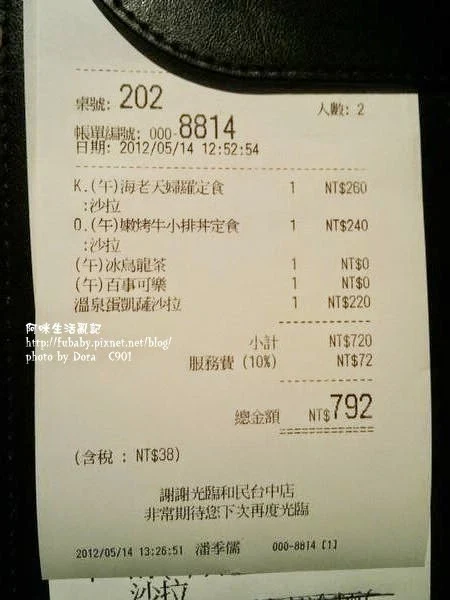 桌號: 202 人數: 2
帳單編號: 000-8814
日期: 2012/05/14 12:52:54
K.(午)海老天婦羅定食 1 NT$260
:沙拉
O.(午)嫩烤牛小排丼定食 1 NT$240
:沙拉
(午)冰烏龍茶 1 NT$0
(午)百事可樂 1 NT$0
溫泉蛋凱薩沙拉 1 NT$220
小計 NT$720
服務費 (10%) NT$72
總金額 NT$792
(含稅 : NT$38)
謝謝光臨和民台中店
非常期待您下次再度光臨
2012/05/14 13:26:51 潘季儒 000-8814 [1]
沙拉
阿咪生活亂記
http://fubaby.pixnet.net/blog/
photo by Dora C901